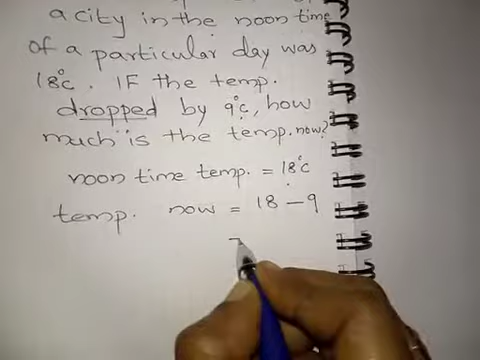 a city in the noon time
of a particular day was
18°C. IF the temp.
dropped by 9°C, how
much is the temp. now?
noon time temp. = 18°C
temp. now = 18 - 9